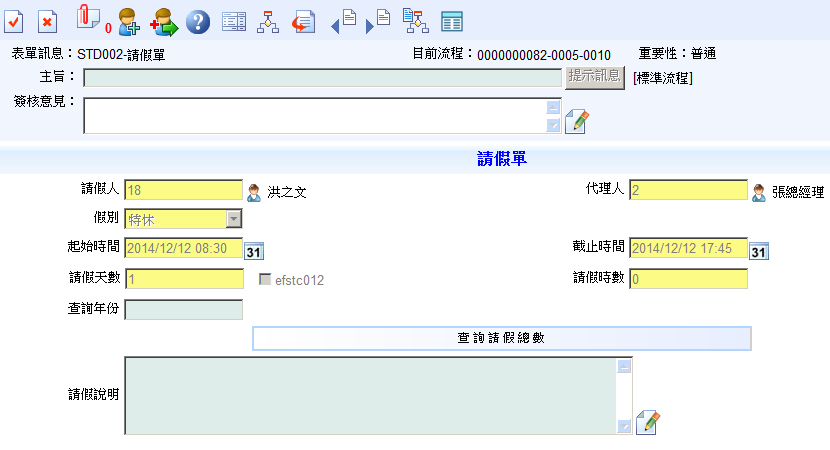 0
表單訊息：STD002-請假單 目前流程：0000000082-0005-0010 重要性：普通
主旨： 提示訊息 [標準流程]
簽核意見：
請假單
請假人 18 洪之文 代理人 2 張總經理
假別 特休
起始時間 2014/12/12 08:30 31 截止時間 2014/12/12 17:45 31
請假天數 1 efstc012 請假時數 0
查詢年份
查詢請假總數
請假說明